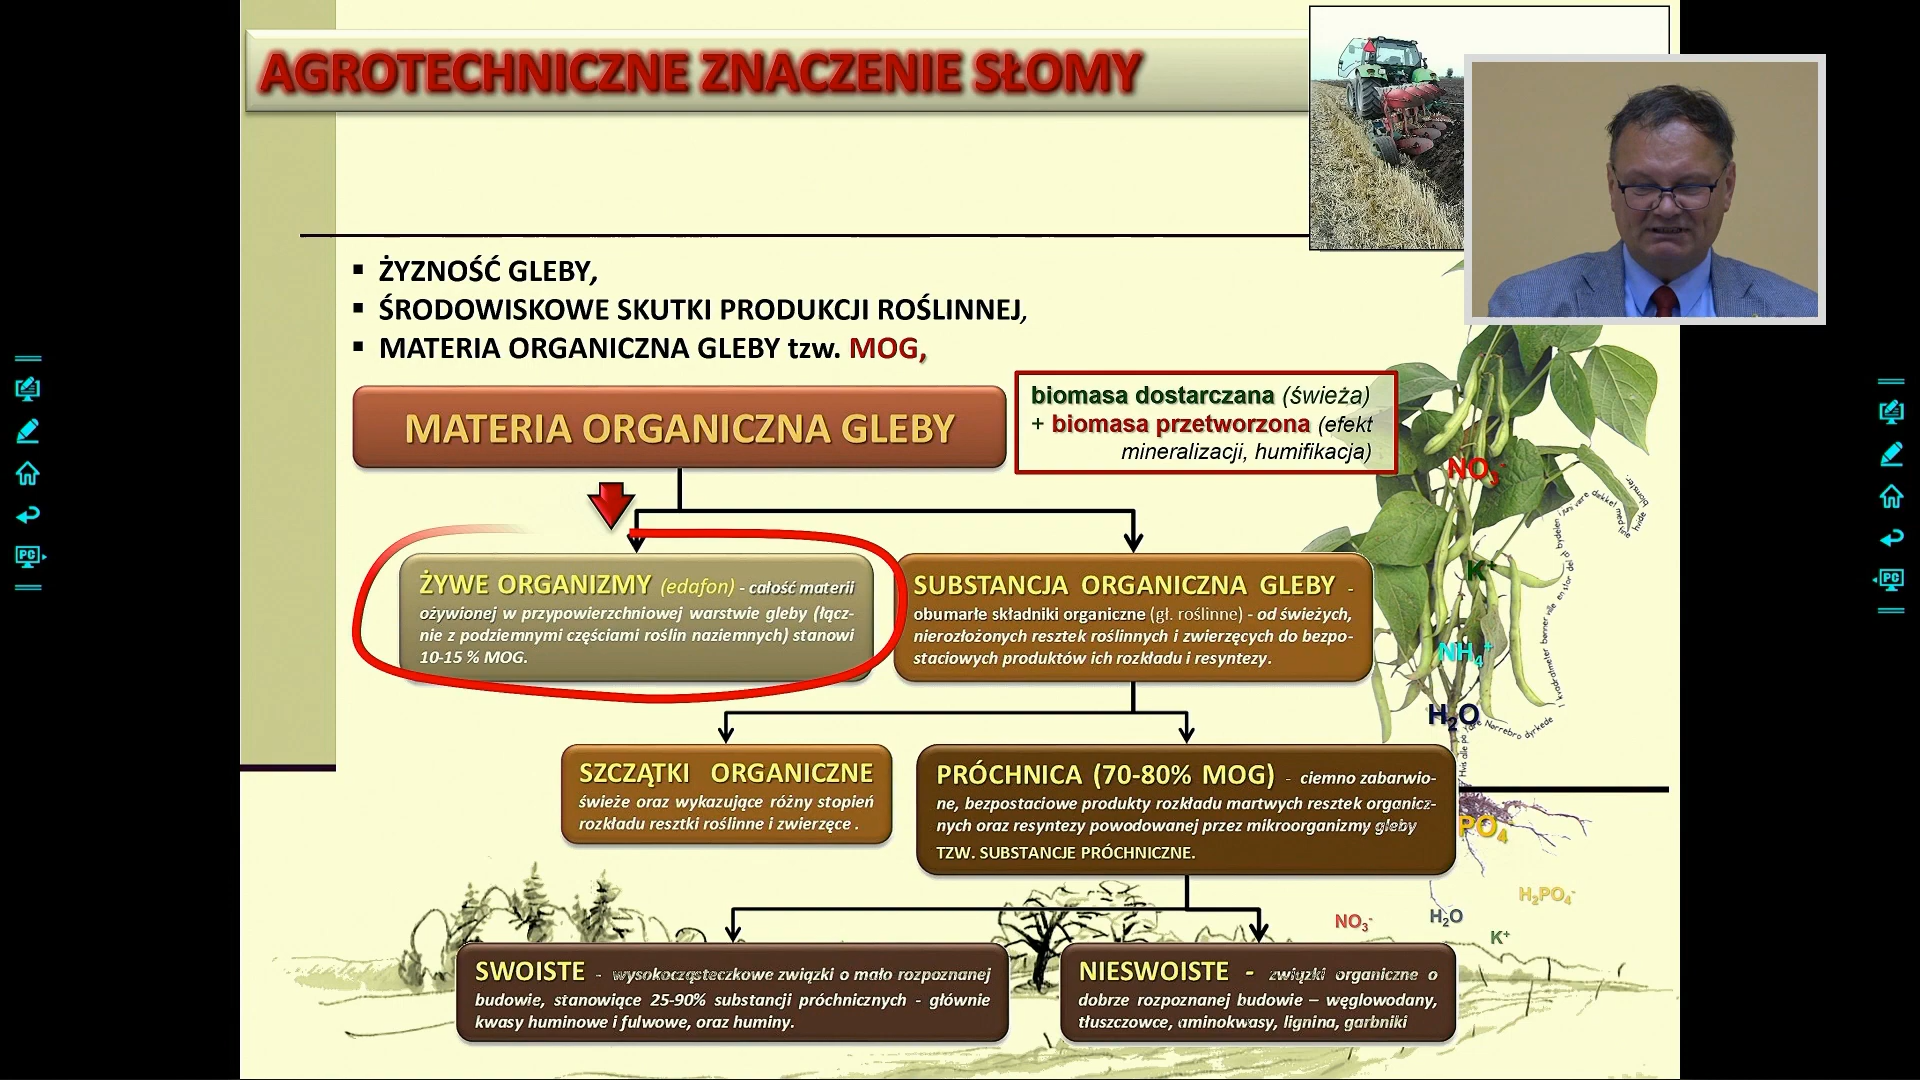 AGROTECHNICZNE ZNACZENIE SŁOMY
▪ ŻYZNOŚĆ GLEBY,
▪ ŚRODOWISKOWE SKUTKI PRODUKCJI ROŚLINNEJ,
▪ MATERIA ORGANICZNA GLEBY tzw. MOG,
MATERIA ORGANICZNA GLEBY
biomasa dostarczana (świeża)
+ biomasa przetworzona (efekt
mineralizacji, humifikacja)
ŻYWE ORGANIZMY (edafon) - całość materii
ożywionej w przypowierzchniowej warstwie gleby (łącz-
nie z podziemnymi częściami roślin naziemnych) stanowi
10-15 % MOG.
SUBSTANCJA ORGANICZNA GLEBY -
obumarłe składniki organiczne (gł. roślinne) - od świeżych,
nierozłożonych resztek roślinnych i zwierzęcych do bezpo-
staciowych produktów ich rozkładu i resyntezy.
SZCZĄTKI ORGANICZNE
świeże oraz wykazujące różny stopień
rozkładu resztki roślinne i zwierzęce .
PRÓCHNICA (70-80% MOG) - ciemno zabarwio-
ne, bezpostaciowe produkty rozkładu martwych resztek organicz-
nych oraz resyntezy powodowanej przez mikroorganizmy gleby
TZW. SUBSTANCJE PRÓCHNICZNE.
SWOISTE - wysokocząsteczkowe związki o mało rozpoznanej
budowie, stanowiące 25-90% substancji próchnicznych - głównie
kwasy huminowe i fulwowe, oraz huminy.
NIESWOISTE - związki organiczne o
dobrze rozpoznanej budowie – węglowodany,
tłuszczowce, aminokwasy, lignina, garbniki
NO3-
K+
NH4+
H2O
PO4
H2PO4-
NO3-
H2O
K+
PC
PC